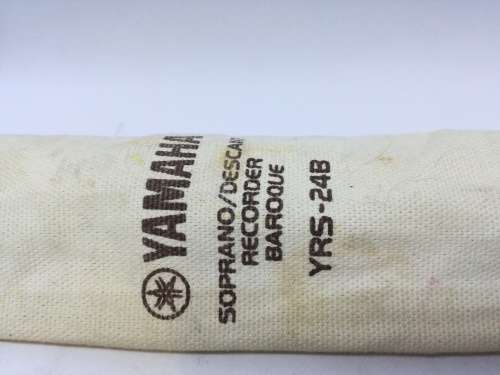 YAMAHA
SOPRANO/DESCAN
RECORDER
BAROQUE
YRS-24B